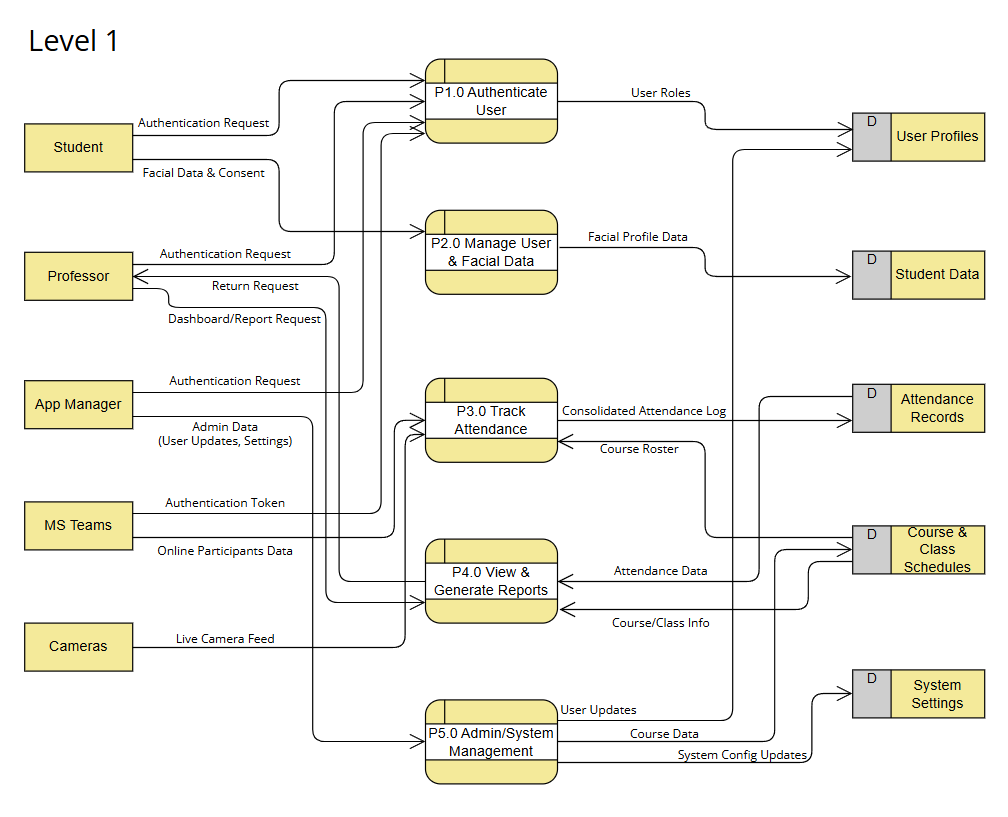 Level 1
P1.0 Authenticate
User
User Roles
D
User Profiles
Authentication Request
Student
Facial Data & Consent
P2.0 Manage User
& Facial Data
Facial Profile Data
D
Student Data
Authentication Request
Professor
Return Request
Dashboard/Report Request
Authentication Request
App Manager
Admin Data
(User Updates, Settings)
P3.0 Track
Attendance
Consolidated Attendance Log
Course Roster
D
Attendance
Records
Authentication Token
MS Teams
Online Participants Data
P4.0 View &
Generate Reports
Attendance Data
Course/Class Info
D
Course &
Class
Schedules
Live Camera Feed
Cameras
P5.0 Admin/System
Management
User Updates
Course Data
System Config Updates
D
System
Settings